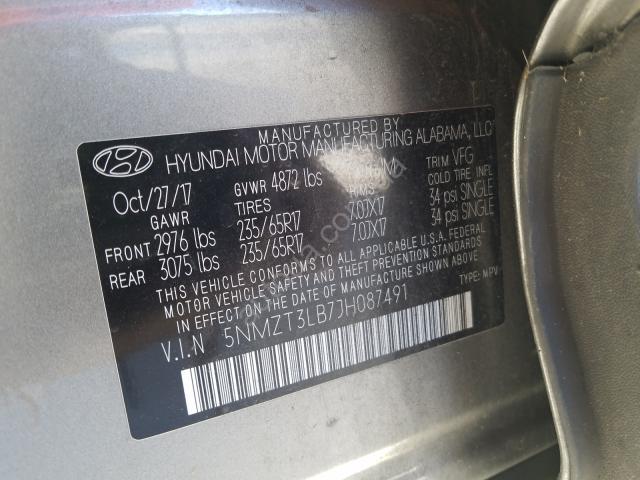 MANUFACTURED BY
HYUNDAI MOTOR MANUFACTURING ALABAMA, LLC
Oct/27/17 GVWR 4872 lbs TRIM VFG
GAWR TIRES RIMS COLD TIRE INFL
FRONT 2976 lbs 235/65R17 7.0JX17 34 psi SINGLE
REAR 3075 lbs 235/65R17 7.0JX17 34 psi SINGLE
THIS VEHICLE CONFORMS TO ALL APPLICABLE U.S.A. FEDERAL
MOTOR VEHICLE SAFETY, BUMPER, AND THEFT PREVENTION STANDARDS
IN EFFECT ON THE DATE OF MANUFACTURE SHOWN ABOVE.
V.I.N 5NMZT3LB7JH087491 TYPE: MPV